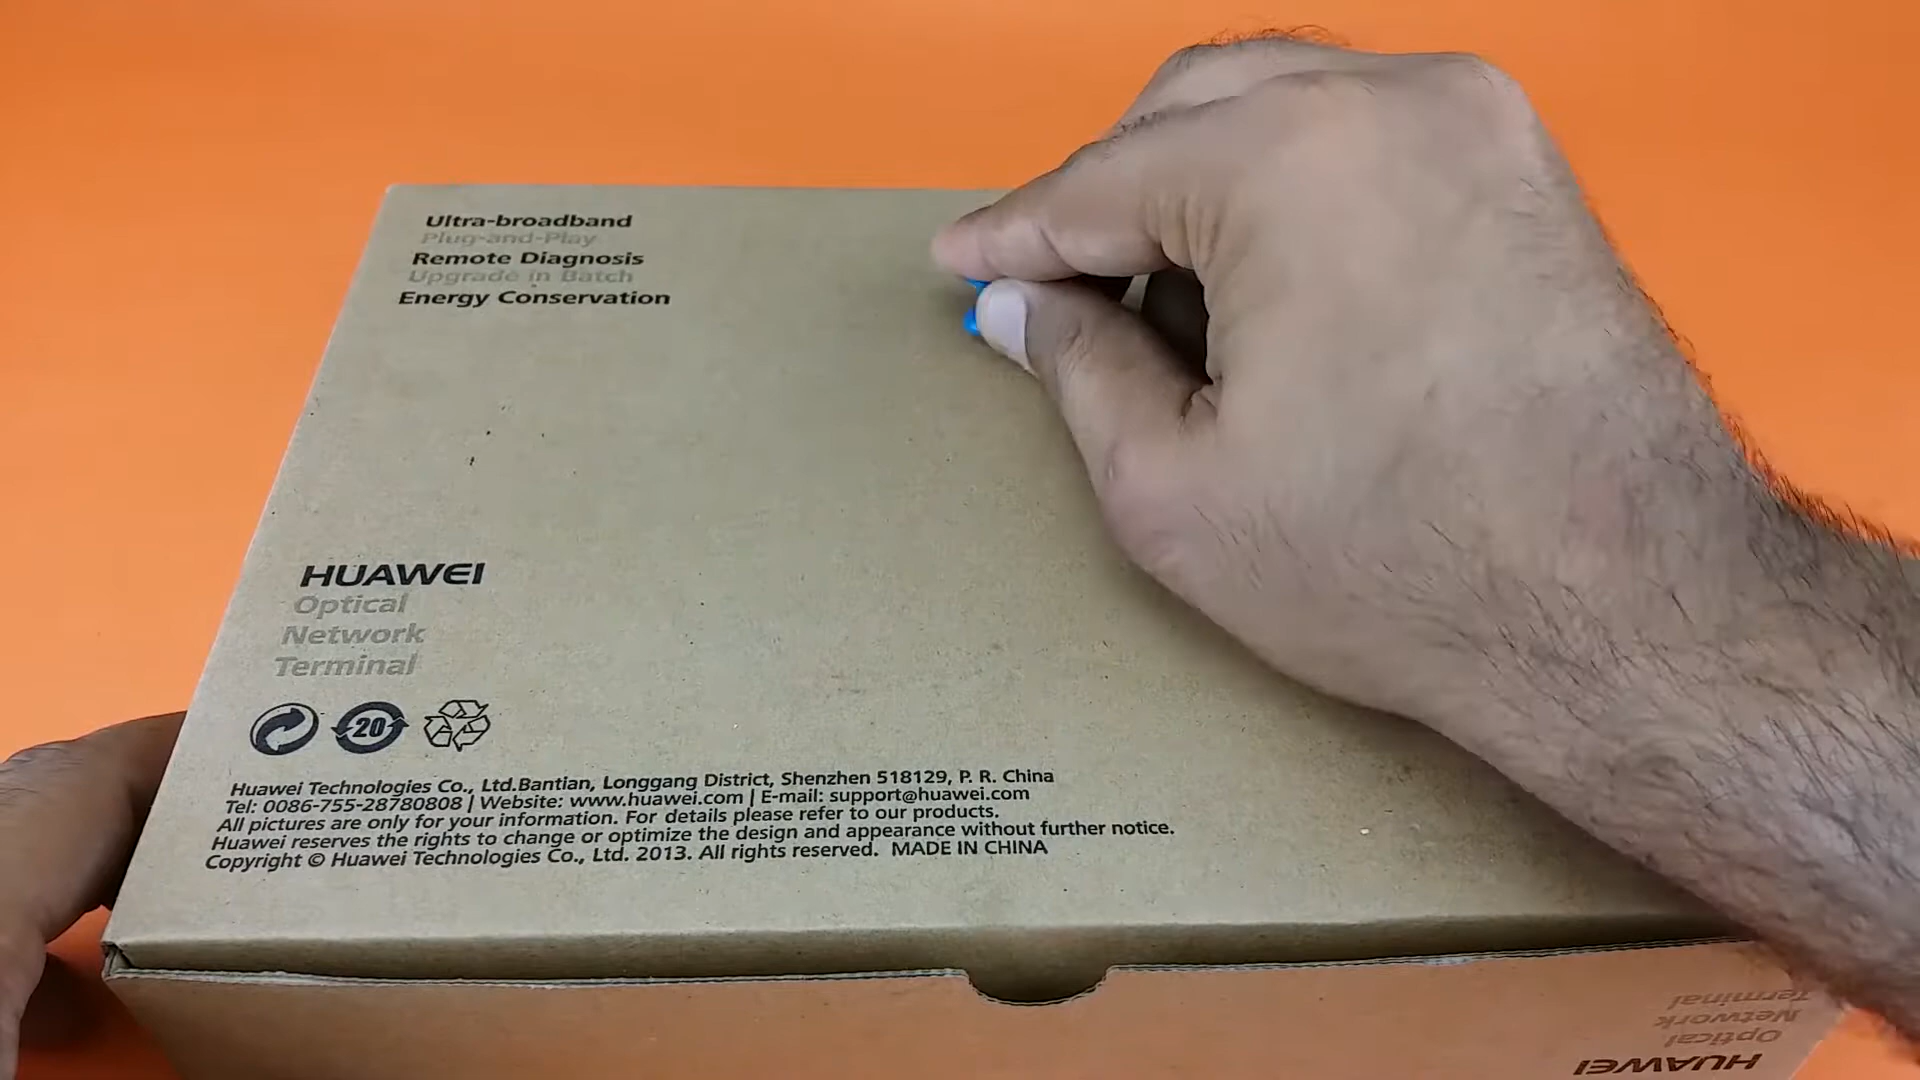 Ultra-broadband
Plug-and-Play
Remote Diagnosis
Upgrade in Batch
Energy Conservation
HUAWEI
Optical
Network
Terminal
20
Huawei Technologies Co., Ltd.Bantian, Longgang District, Shenzhen 518129, P. R. China
Tel: 0086-755-28780808 | Website: www.huawei.com | E-mail: support@huawei.com
All pictures are only for your information. For details please refer to our products.
Huawei reserves the rights to change or optimize the design and appearance without further notice.
Copyright © Huawei Technologies Co., Ltd. 2013. All rights reserved. MADE IN CHINA
HUAWEI
Optical
Network
Terminal